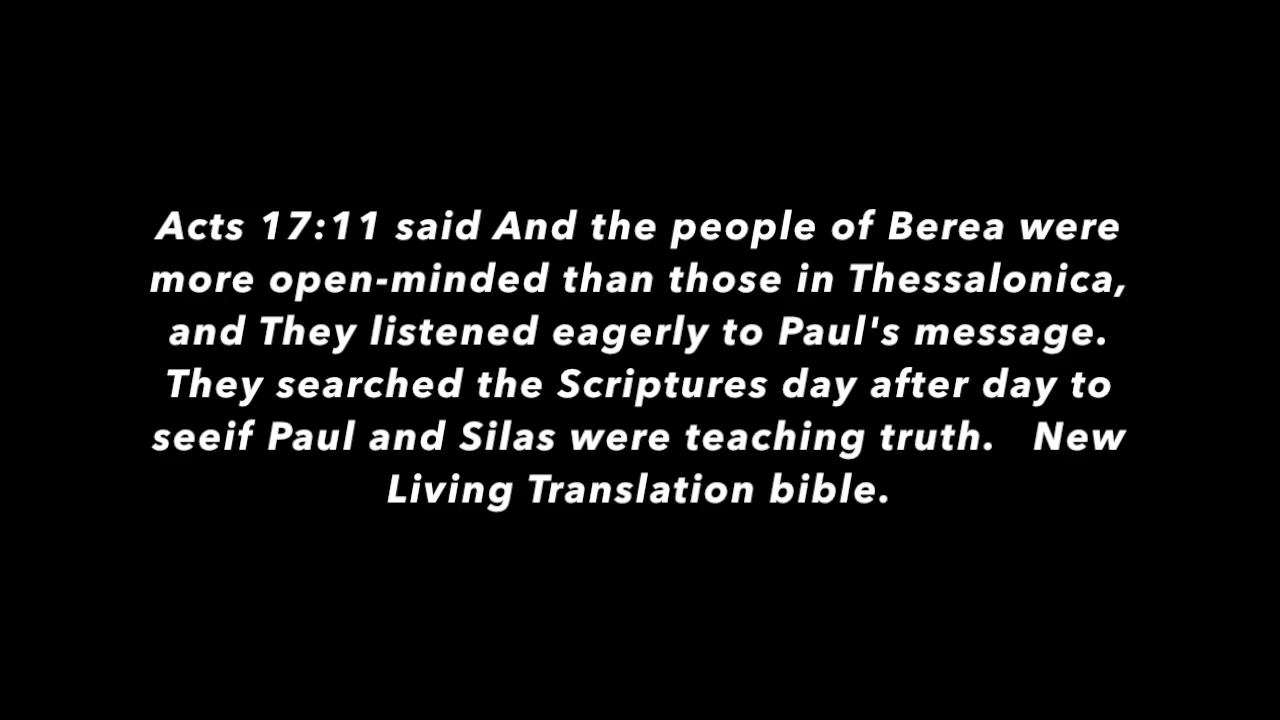 Acts 17:11 said And the people of Berea were
more open-minded than those in Thessalonica,
and They listened eagerly to Paul's message.
They searched the Scriptures day after day to
seeif Paul and Silas were teaching truth.   New
Living Translation bible.